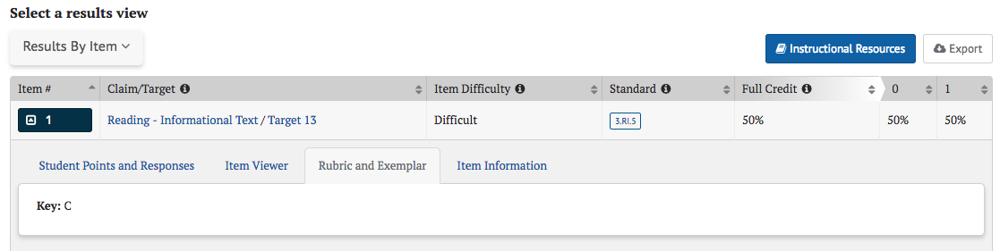 Select a results view
Results By Item
Instructional Resources
Export
Item # Claim/Target Item Difficulty Standard Full Credit 0 1
1 Reading - Informational Text / Target 13 Difficult 3.RI.5 50% 50% 50%
Student Points and Responses Item Viewer Rubric and Exemplar Item Information
Key: C